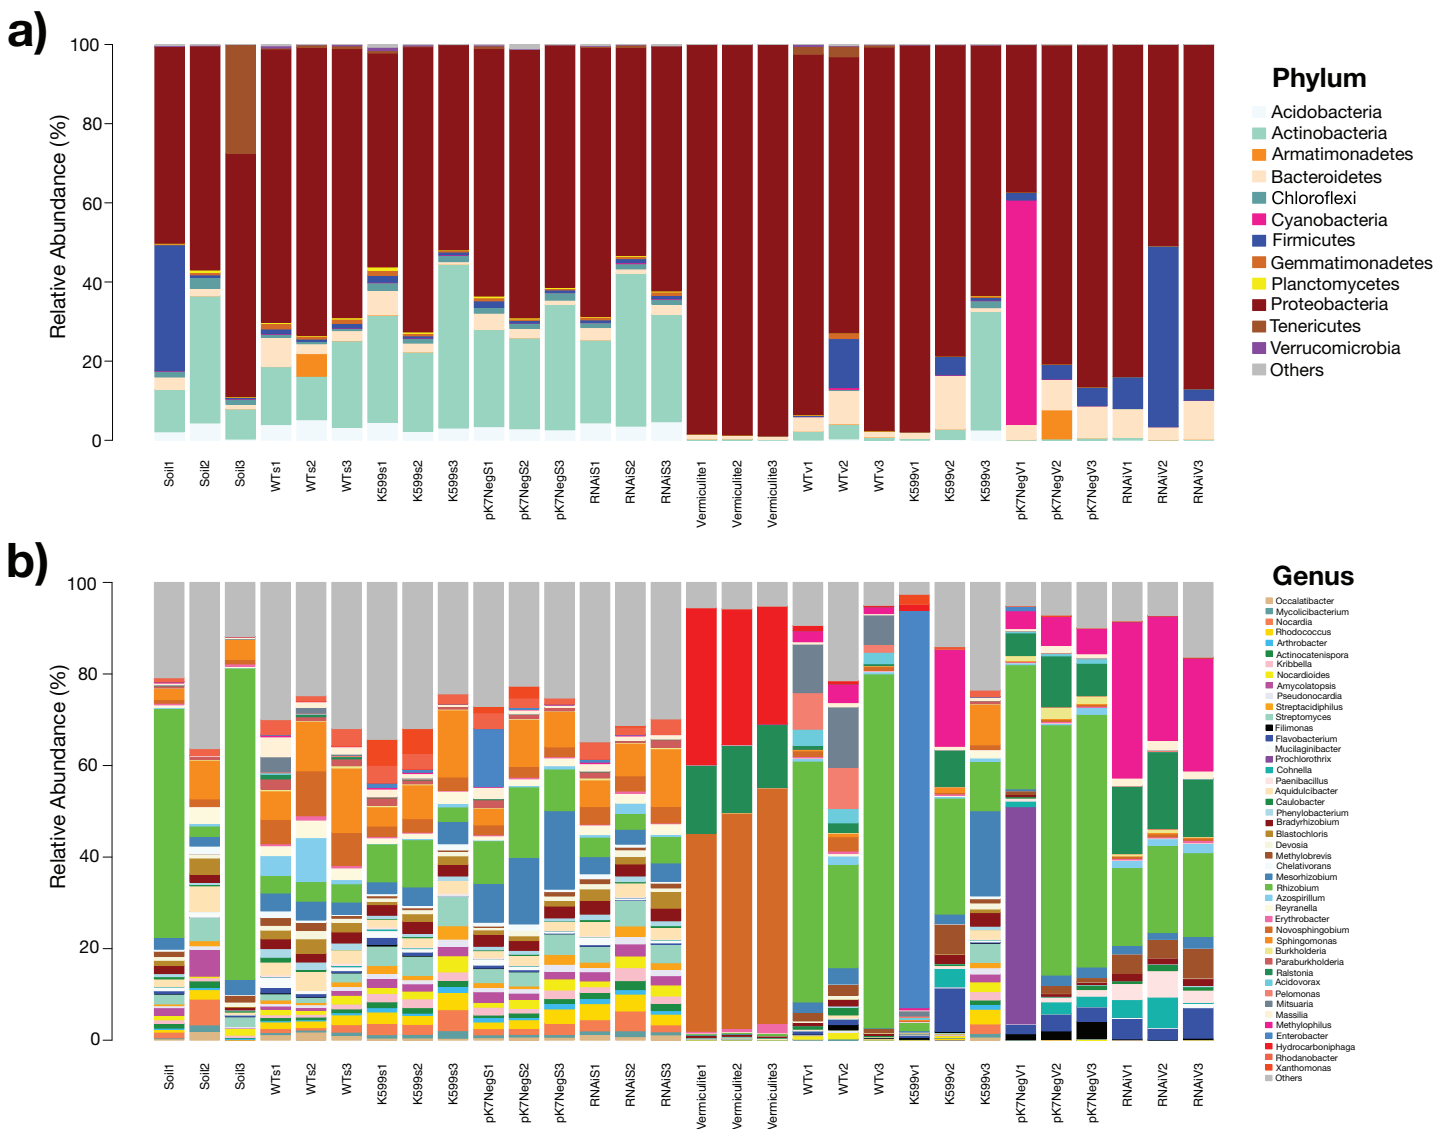 a)
100
80
60
40
20
0
Relative Abundance (%)
Soil1
Soil2
Soil3
WTs1
WTs2
WTs3
K599s1
K599s2
K599s3
pK7NegS1
pK7NegS2
pK7NegS3
RNAiS1
RNAiS2
RNAiS3
Vermiculite1
Vermiculite2
Vermiculite3
WTv1
WTv2
WTv3
K599v1
K599v2
K599v3
pK7NegV1
pK7NegV2
pK7NegV3
RNAiV1
RNAiV2
RNAiV3
Phylum
Acidobacteria
Actinobacteria
Armatimonadetes
Bacteroidetes
Chloroflexi
Cyanobacteria
Firmicutes
Gemmatimonadetes
Planctomycetes
Proteobacteria
Tenericutes
Verrucomicrobia
Others
b)
100
80
60
40
20
0
Relative Abundance (%)
Soil1
Soil2
Soil3
WTs1
WTs2
WTs3
K599s1
K599s2
K599s3
pK7NegS1
pK7NegS2
pK7NegS3
RNAiS1
RNAiS2
RNAiS3
Vermiculite1
Vermiculite2
Vermiculite3
WTv1
WTv2
WTv3
K599v1
K599v2
K599v3
pK7NegV1
pK7NegV2
pK7NegV3
RNAiV1
RNAiV2
RNAiV3
Genus
Occalatibacter
Mycolicibacterium
Nocardia
Rhodococcus
Arthrobacter
Actinocatenispora
Kribbella
Nocardioides
Amycolatopsis
Pseudonocardia
Streptacidiphilus
Streptomyces
Filimonas
Flavobacterium
Mucilaginibacter
Prochlorothrix
Cohnella
Paenibacillus
Aquidulcibacter
Caulobacter
Phenylobacterium
Bradyrhizobium
Blastochloris
Devosia
Methylobrevis
Chelativorans
Mesorhizobium
Rhizobium
Azospirillum
Reyranella
Erythrobacter
Novosphingobium
Sphingomonas
Burkholderia
Paraburkholderia
Ralstonia
Acidovorax
Pelomonas
Mitsuaria
Massilia
Methylophilus
Enterobacter
Hydrocarboniphaga
Rhodanobacter
Xanthomonas
Others